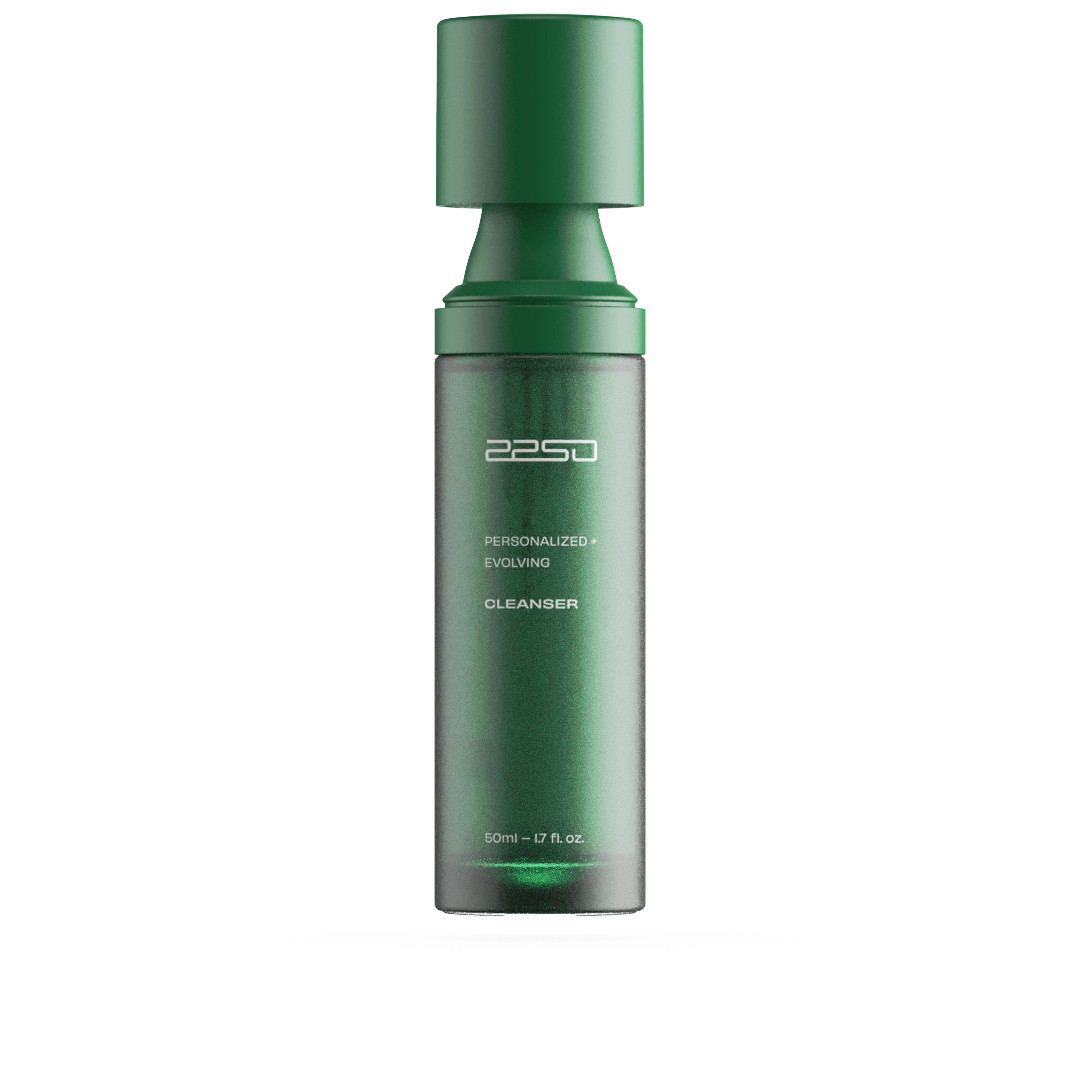 2250
PERSONALIZED +
EVOLVING
CLEANSER
50ml – 1.7 fl. oz.